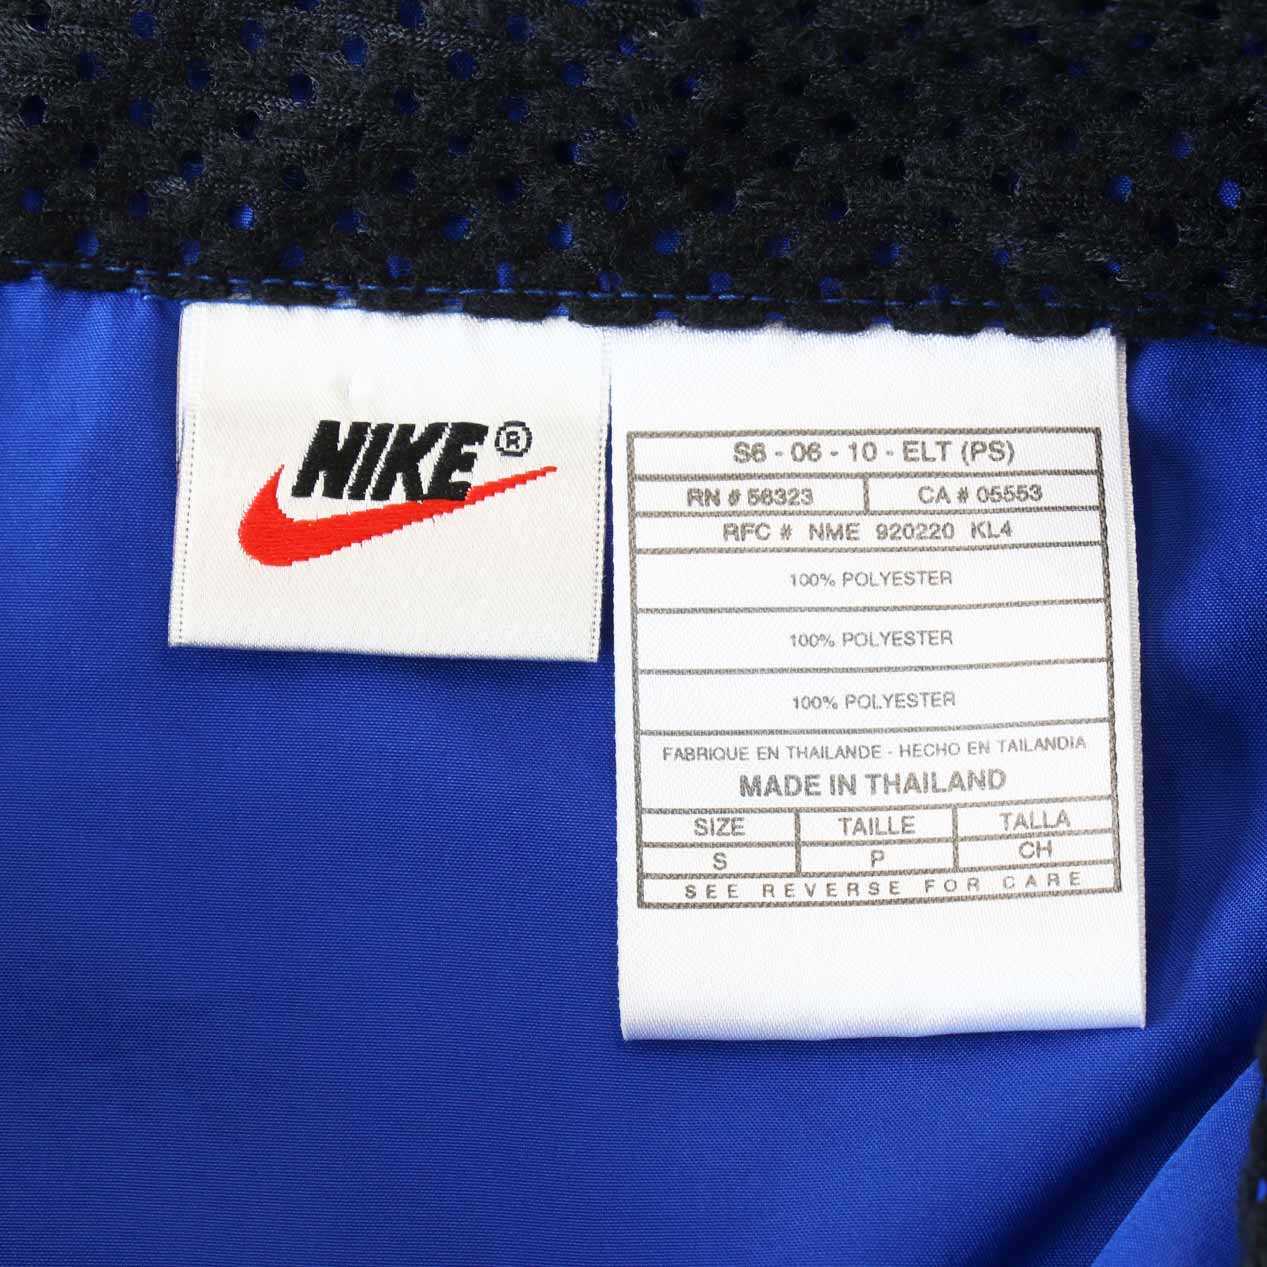 NIKE®
S6 - 06 - 10 - ELT (PS)
RN # 56323 CA # 05553
RFC # NME 920220 KL4
100% POLYESTER
100% POLYESTER
100% POLYESTER
FABRIQUE EN THAILANDE - HECHO EN TAILANDIA
MADE IN THAILAND
SIZE TAILLE TALLA
S P CH
SEE REVERSE FOR CARE